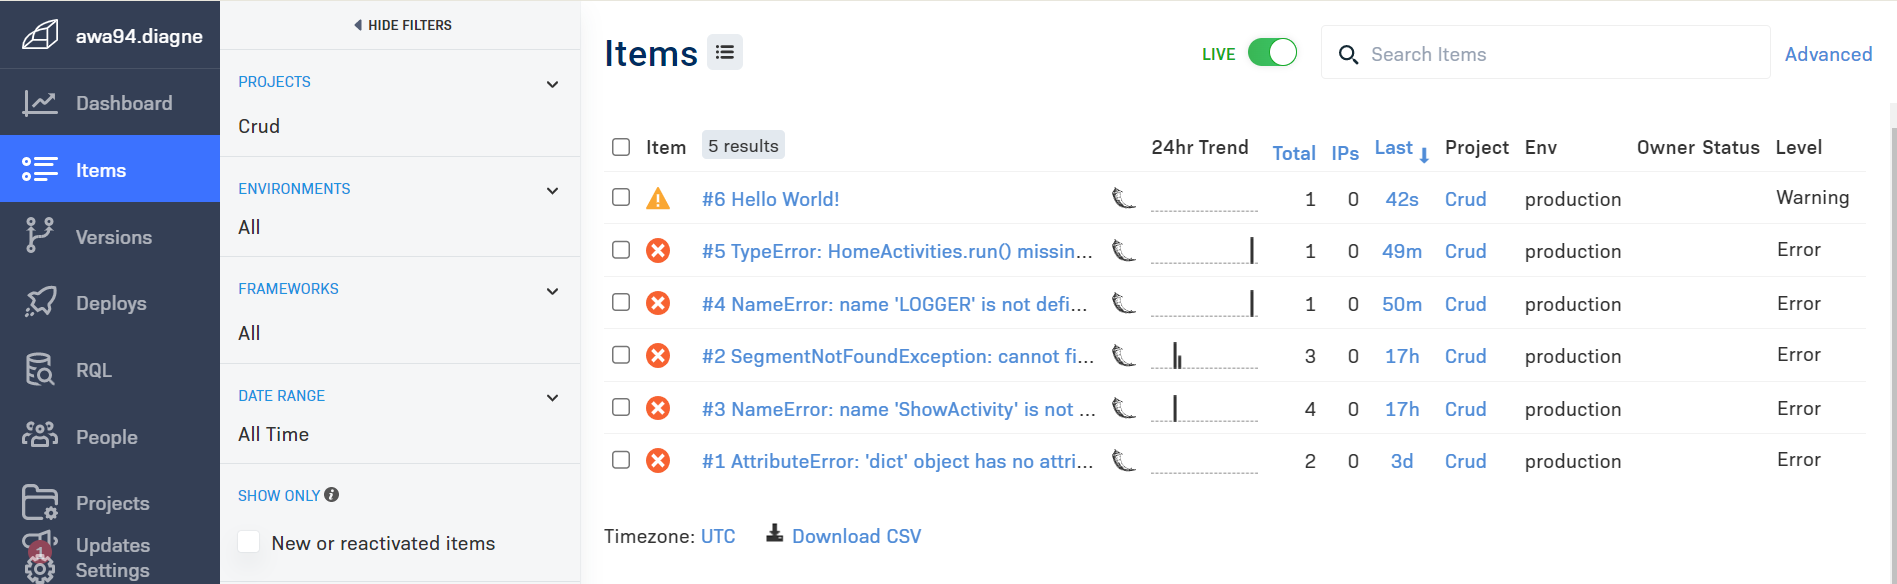 awa94.diagne
Dashboard
Items
Versions
Deploys
RQL
People
Projects
1
Updates
Settings
HIDE FILTERS
PROJECTS
Crud
ENVIRONMENTS
All
FRAMEWORKS
All
DATE RANGE
All Time
SHOW ONLY
New or reactivated items
Items
LIVE
Search Items
Advanced
Item 5 results 24hr Trend Total IPs Last Project Env Owner Status Level
#6 Hello World! 1 0 42s Crud production Warning
#5 TypeError: HomeActivities.run() missin... 1 0 49m Crud production Error
#4 NameError: name 'LOGGER' is not defi... 1 0 50m Crud production Error
#2 SegmentNotFoundException: cannot fi... 3 0 17h Crud production Error
#3 NameError: name 'ShowActivity' is not ... 4 0 17h Crud production Error
#1 AttributeError: 'dict' object has no attri... 2 0 3d Crud production Error
Timezone: UTC Download CSV